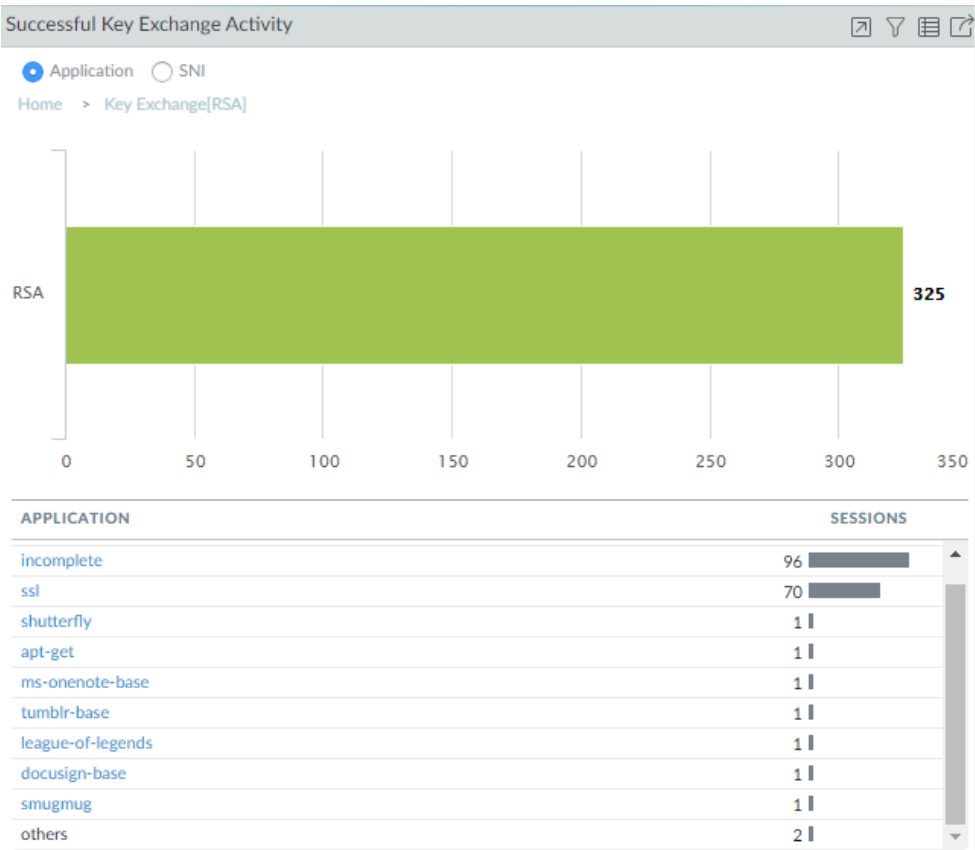 Successful Key Exchange Activity
Application SNI
Home > Key Exchange[RSA]
RSA 325
0 50 100 150 200 250 300 350
APPLICATION SESSIONS
incomplete 96
ssl 70
shutterfly 1
apt-get 1
ms-onenote-base 1
tumblr-base 1
league-of-legends 1
docusign-base 1
smugmug 1
others 2